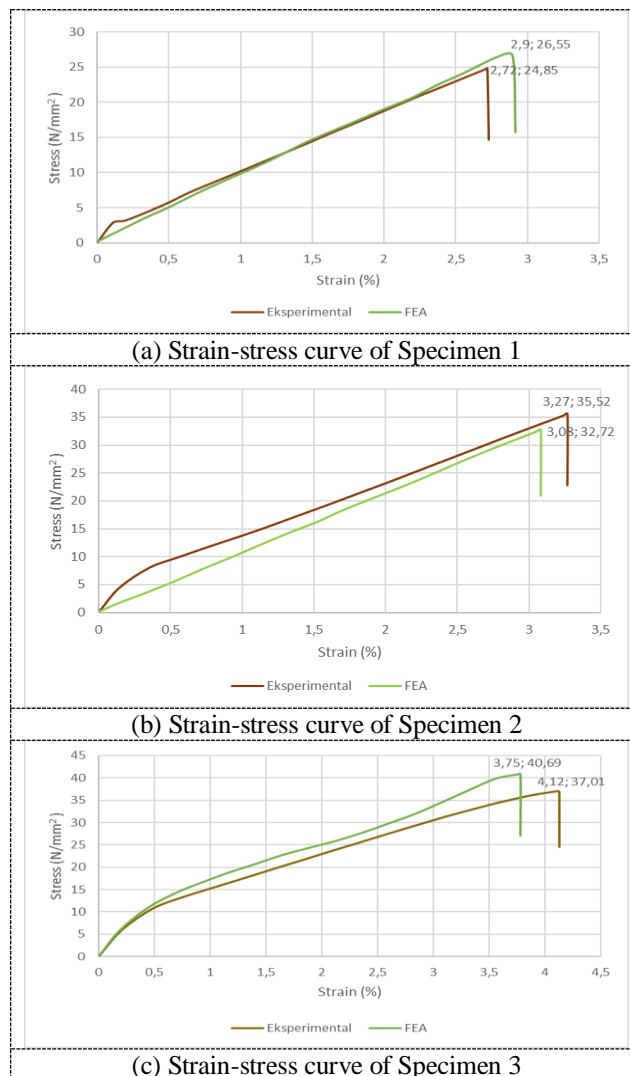 30
2,9; 26,55
25
2,72; 24,85
20
15
10
5
0
Stress (N/mm²)
0 0,5 1 1,5 2 2,5 3 3,5
Strain (%)
Eksperimental FEA
(a) Strain-stress curve of Specimen 1
40
3,27; 35,52
35
3,08; 32,72
30
25
20
15
10
5
0
Stress (N/mm²)
0 0,5 1 1,5 2 2,5 3 3,5
Strain (%)
Eksperimental FEA
(b) Strain-stress curve of Specimen 2
45
3,75; 40,69
40
4,12; 37,01
35
30
25
20
15
10
5
0
Stress (N/mm²)
0 0,5 1 1,5 2 2,5 3 3,5 4 4,5
Strain (%)
Eksperimental FEA
(c) Strain-stress curve of Specimen 3